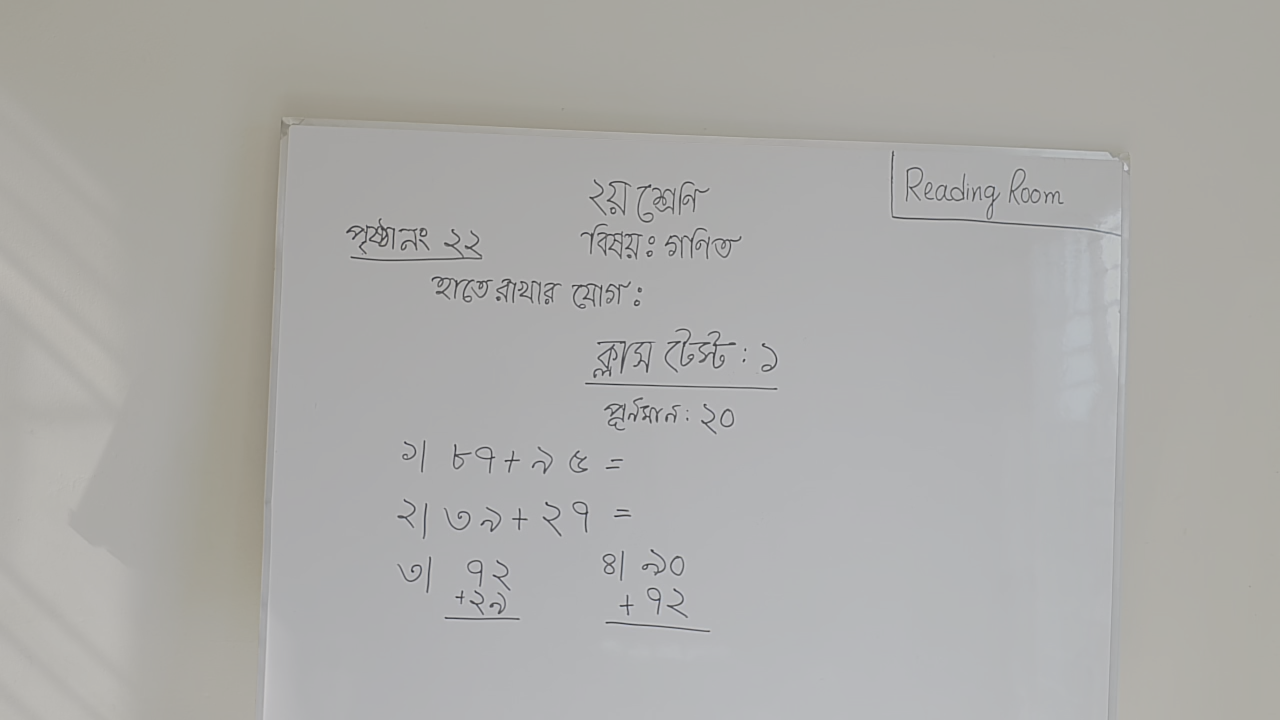 Reading Room
২য় শ্রেণি
পৃষ্ঠা নং ২২
বিষয়ঃ গণিত
হাতে রাখার যোগ :
ক্লাস টেস্ট : ১
পূর্নমান: ২০
১| ৮৭ + ৯৫ =
২| ৩৯ + ২৭ =
৩| ৭২
+২৯
৪| ৯০
+ ৭২